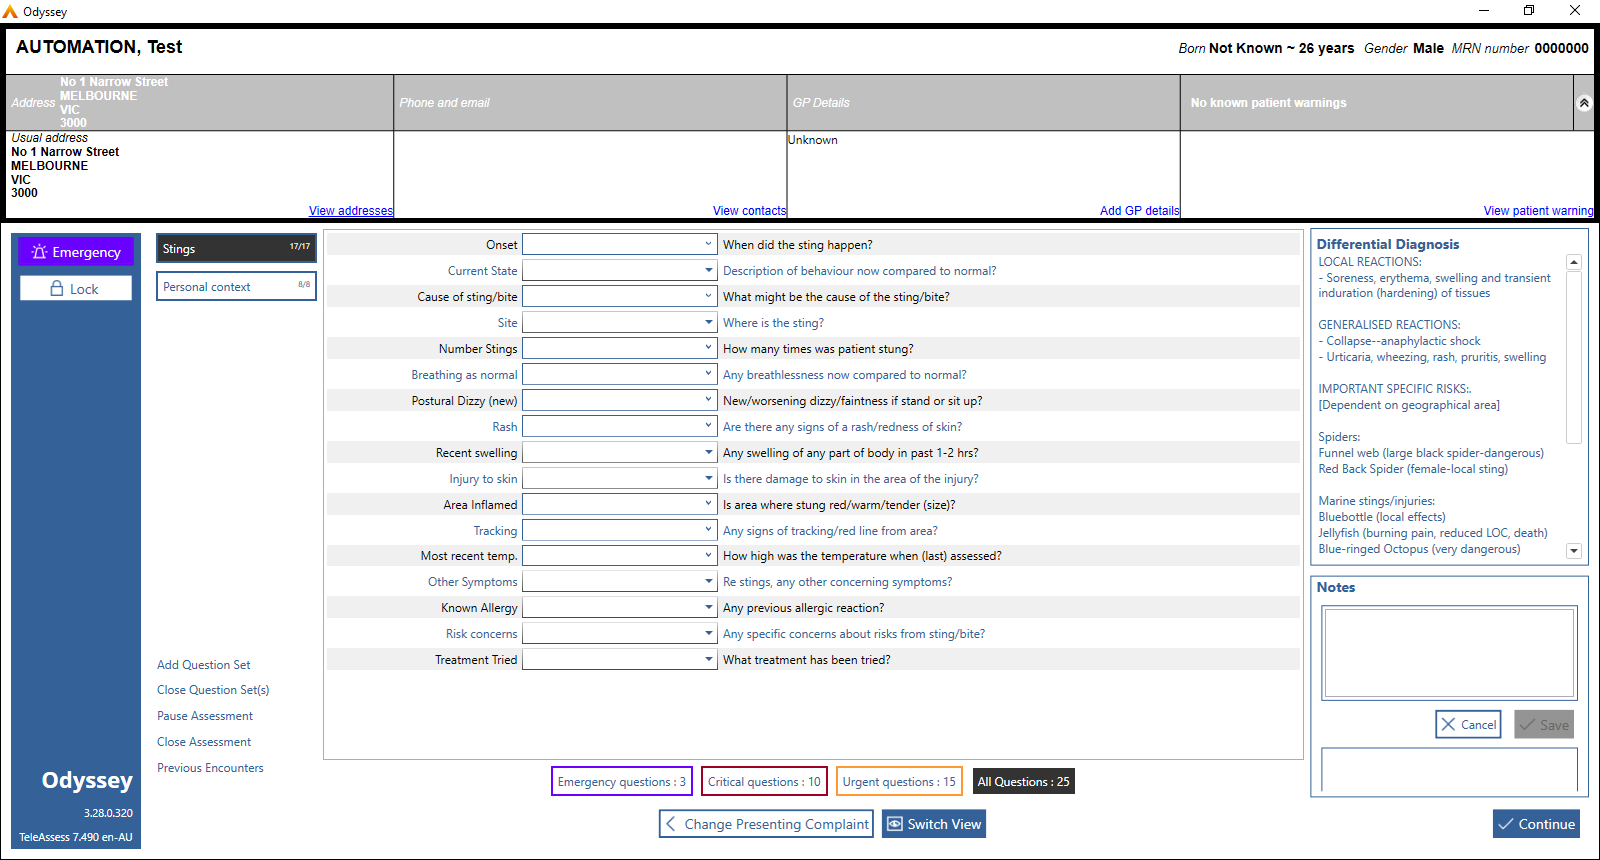 Odyssey
AUTOMATION, Test
Born Not Known ~ 26 years Gender Male MRN number 0000000
Address
No 1 Narrow Street
MELBOURNE
VIC
3000
Phone and email
GP Details
No known patient warnings
Usual address
No 1 Narrow Street
MELBOURNE
VIC
3000
View addresses
View contacts
Unknown
Add GP details
View patient warning
Emergency
Lock
Stings 17/17
Personal context 8/8
Onset When did the sting happen?
Current State Description of behaviour now compared to normal?
Cause of sting/bite What might be the cause of the sting/bite?
Site Where is the sting?
Number Stings How many times was patient stung?
Breathing as normal Any breathlessness now compared to normal?
Postural Dizzy (new) New/worsening dizzy/faintness if stand or sit up?
Rash Are there any signs of a rash/redness of skin?
Recent swelling Any swelling of any part of body in past 1-2 hrs?
Injury to skin Is there damage to skin in the area of the injury?
Area Inflamed Is area where stung red/warm/tender (size)?
Tracking Any signs of tracking/red line from area?
Most recent temp. How high was the temperature when (last) assessed?
Other Symptoms Re stings, any other concerning symptoms?
Known Allergy Any previous allergic reaction?
Risk concerns Any specific concerns about risks from sting/bite?
Treatment Tried What treatment has been tried?
Differential Diagnosis
LOCAL REACTIONS:
- Soreness, erythema, swelling and transient
induration (hardening) of tissues
GENERALISED REACTIONS:
- Collapse--anaphylactic shock
- Urticaria, wheezing, rash, pruritis, swelling
IMPORTANT SPECIFIC RISKS:.
[Dependent on geographical area]
Spiders:
Funnel web (large black spider-dangerous)
Red Back Spider (female-local sting)
Marine stings/injuries:
Bluebottle (local effects)
Jellyfish (burning pain, reduced LOC, death)
Blue-ringed Octopus (very dangerous)
Notes
Cancel
Save
Add Question Set
Close Question Set(s)
Pause Assessment
Close Assessment
Previous Encounters
Odyssey
3.28.0.320
TeleAssess 7.490 en-AU
Emergency questions : 3
Critical questions : 10
Urgent questions : 15
All Questions : 25
Change Presenting Complaint
Switch View
Continue